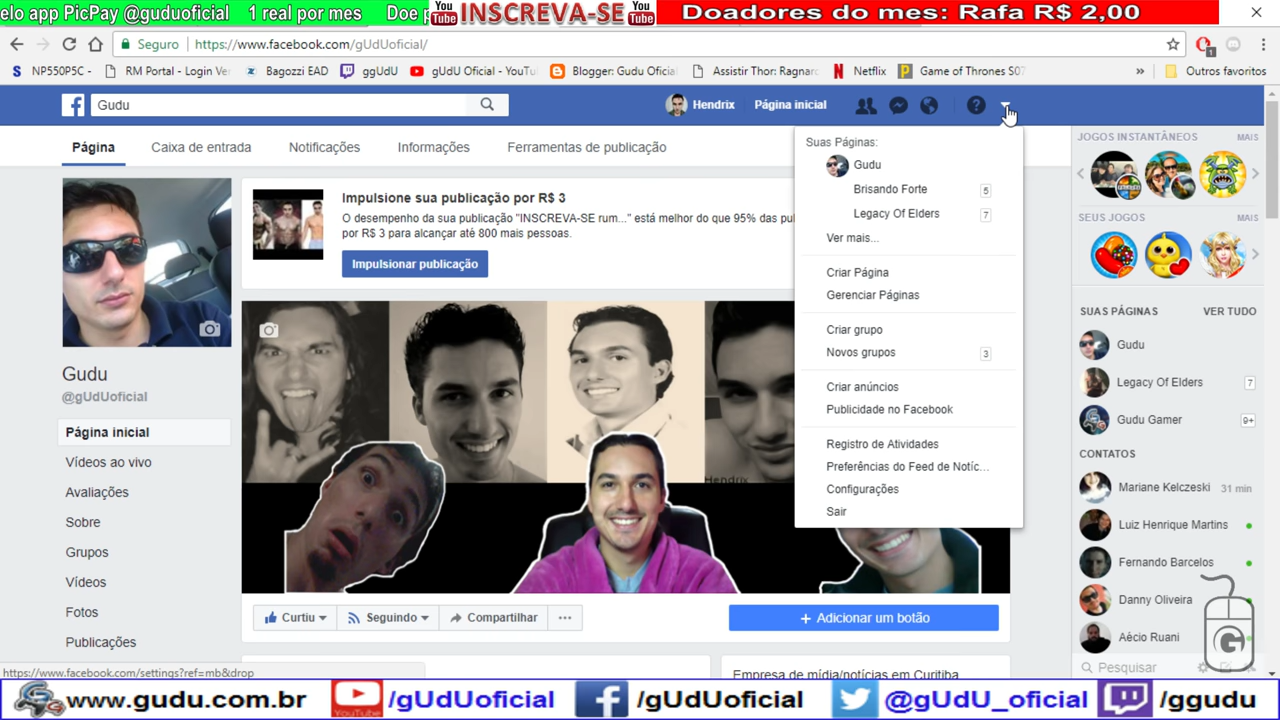 elo app PicPay @guduoficial 1 real por mes Doe p
You Tube INSCREVA-SE You Tube
Doadores do mes: Rafa R$ 2,00
Seguro https://www.facebook.com/gUdUoficial/
1
NP550P5C - RM Portal - Login Ve Bagozzi EAD ggUdU gUdU Oficial - YouTu Blogger: Gudu Oficia Assistir Thor: Ragnaro Netflix Game of Thrones S07 » Outros favoritos
Gudu
Hendrix Página inicial
Página Caixa de entrada Notificações Informações Ferramentas de publicação
Impulsione sua publicação por R$ 3
O desempenho da sua publicação "INSCREVA-SE rum..." está melhor do que 95% das pu
por R$ 3 para alcançar até 800 mais pessoas.
Impulsionar publicação
Gudu
@gUdUoficial
Página inicial
Vídeos ao vivo
Avaliações
Sobre
Grupos
Vídeos
Fotos
Publicações
Hendrix
Curtiu Seguindo Compartilhar ...
+ Adicionar um botão
Empresa de mídia/notícias em Curitiba
Suas Páginas:
Gudu
Brisando Forte 5
Legacy Of Elders 7
Ver mais...
Criar Página
Gerenciar Páginas
Criar grupo
Novos grupos 3
Criar anúncios
Publicidade no Facebook
Registro de Atividades
Preferências do Feed de Notíc...
Configurações
Sair
JOGOS INSTANTÂNEOS MAIS
SEUS JOGOS MAIS
SUAS PÁGINAS VER TUDO
Gudu
Legacy Of Elders 7
Gudu Gamer 9+
CONTATOS
Mariane Kelczeski 31 min
Luiz Henrique Martins
Fernando Barcelos
Danny Oliveira
Aécio Ruani
Pesquisar
G
https://www.facebook.com/settings?ref=mb&drop
www.gudu.com.br YouTube /gUdUoficial /gUdUoficial @gUdU_oficial /ggudu